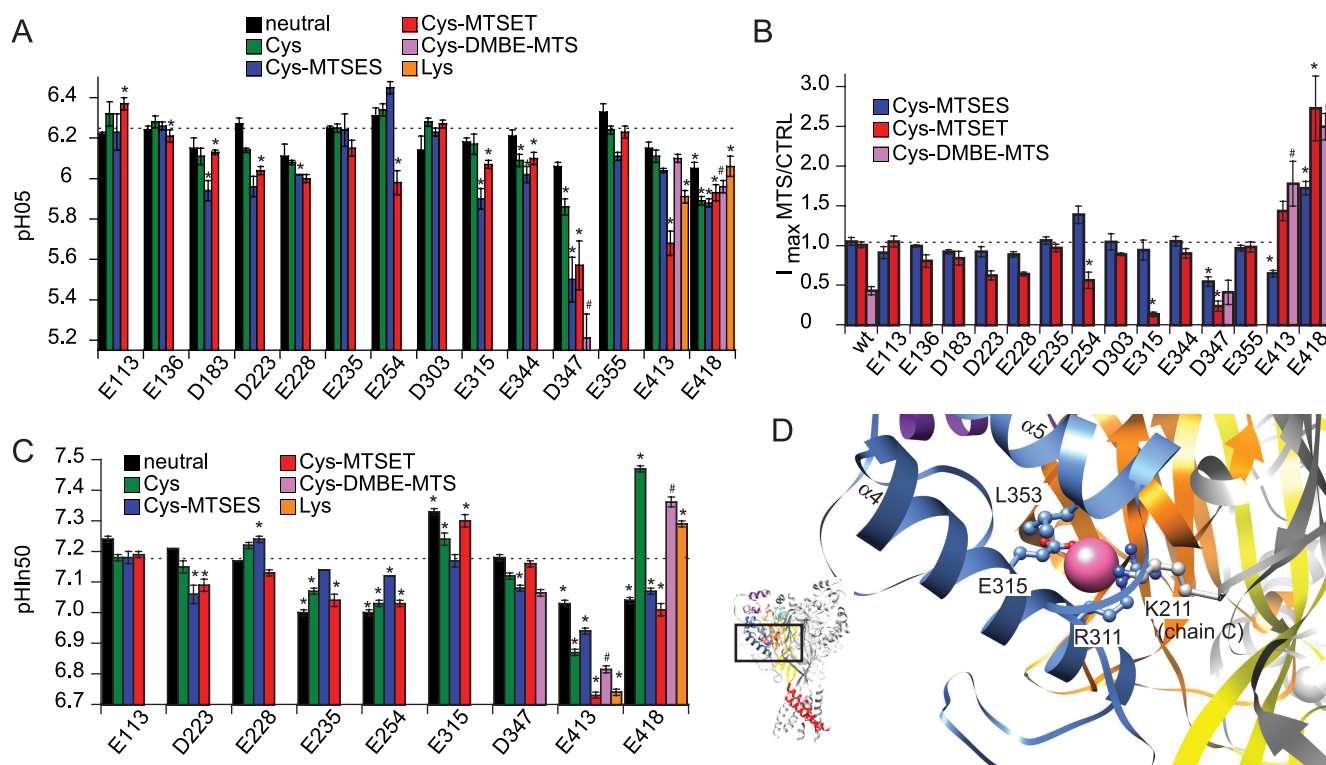 A
neutral
Cys
Cys-MTSES
Cys-MTSET
Cys-DMBE-MTS
Lys
pH05
6.4
6.2
6
5.8
5.6
5.4
5.2
* * * * * * * * * * * * * * * # * * * * * * # *
E113 E136 D183 D223 E228 E235 E254 D303 E315 E344 D347 E355 E413 E418
B
Cys-MTSES
Cys-MTSET
Cys-DMBE-MTS
I max MTS/CTRL
3.0
2.5
2.0
1.5
1.0
0.5
0
* * * * * # * * #
wt E113 E136 D183 D223 E228 E235 E254 D303 E315 E344 D347 E355 E413 E418
C
neutral
Cys
Cys-MTSES
Cys-MTSET
Cys-DMBE-MTS
Lys
pHIn50
7.5
7.4
7.3
7.2
7.1
7.0
6.9
6.8
6.7
* * * * * * * * * * * * * * * * * # * * * * * # *
E113 D223 E228 E235 E254 E315 D347 E413 E418
D
α5
α4
L353
E315
R311
K211
(chain C)